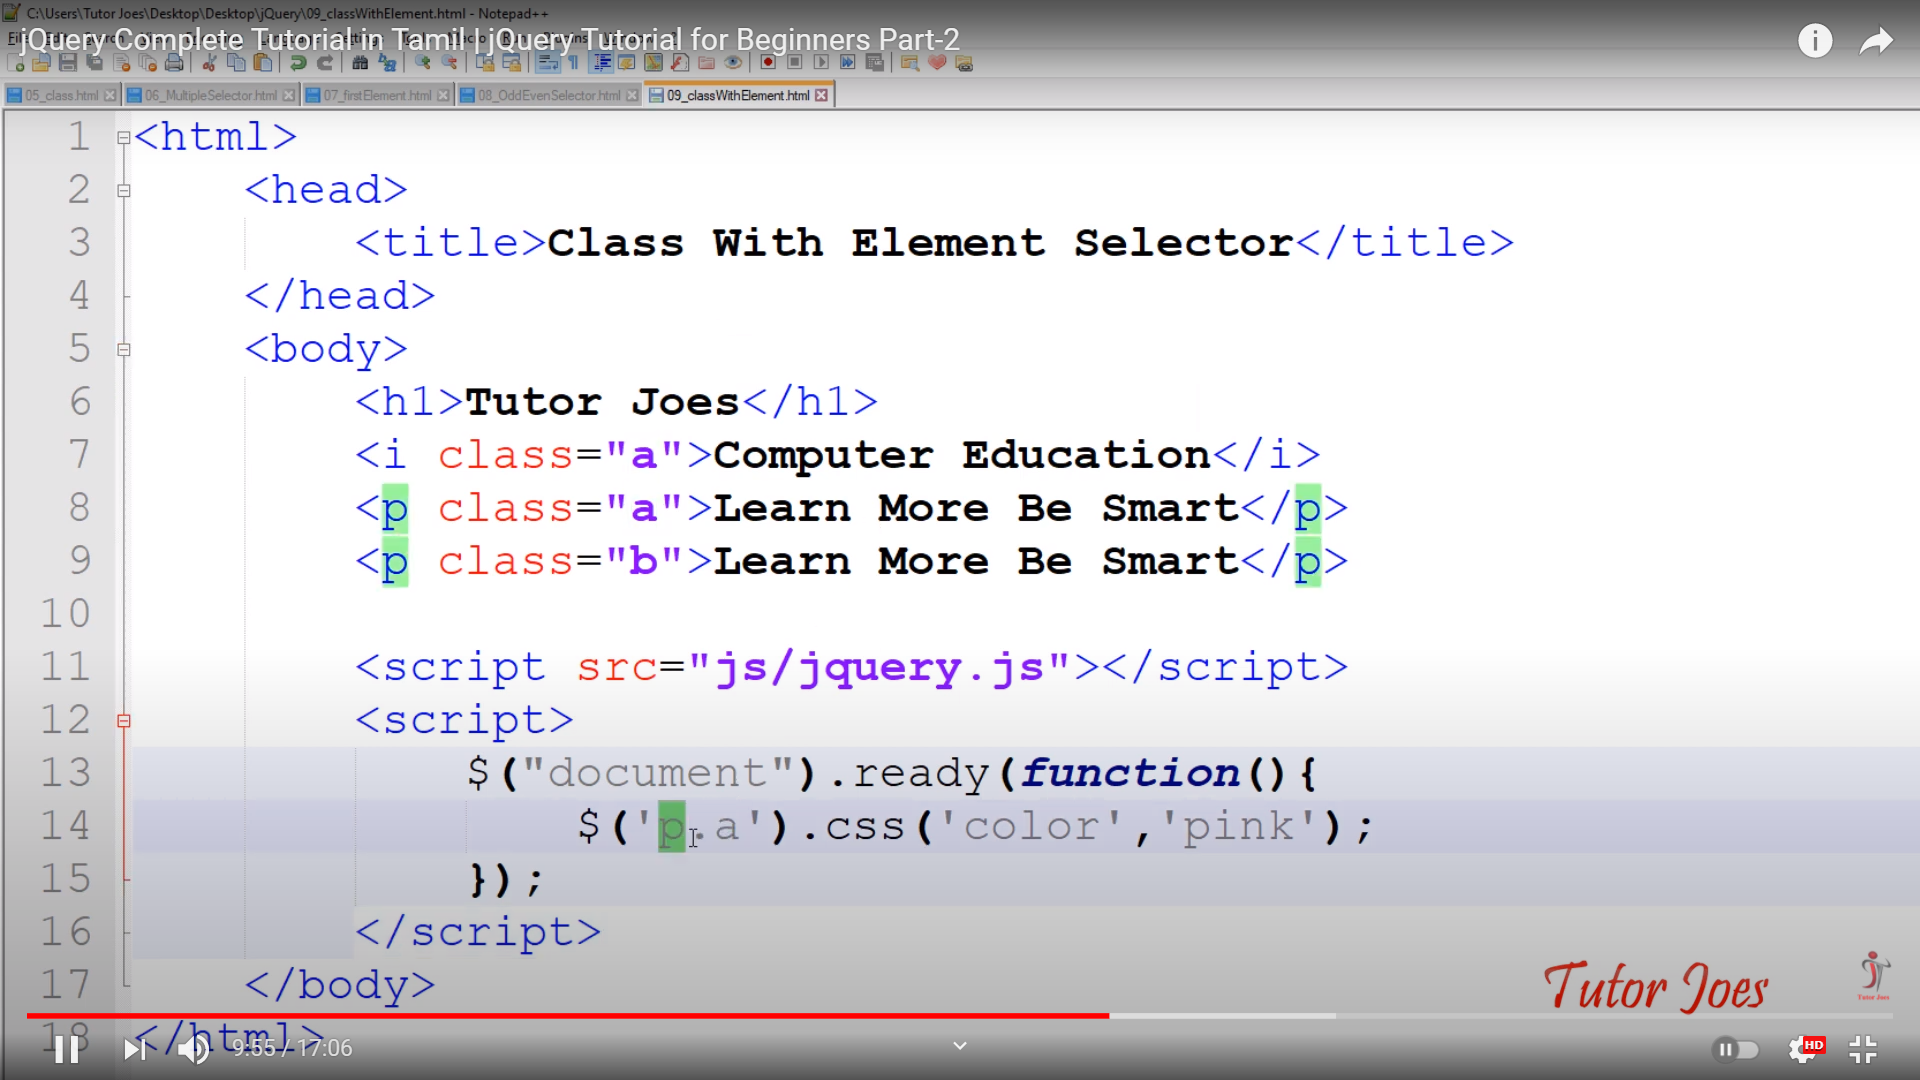 C:\Users\Tutor Joes\Desktop\Desktop\jQuery\09_classWithElement.html - Notepad++
jQuery Complete Tutorial in Tamil | jQuery Tutorial for Beginners Part-2
05_class.html 06_MultipleSelector.html 07_firstElement.html 08_OddEvenSelector.html 09_classWithElement.html
1 <html>
2 <head>
3 <title>Class With Element Selector</title>
4 </head>
5 <body>
6 <h1>Tutor Joes</h1>
7 <i class="a">Computer Education</i>
8 <p class="a">Learn More Be Smart</p>
9 <p class="b">Learn More Be Smart</p>
10
11 <script src="js/jquery.js"></script>
12 <script>
13 $("document").ready(function(){
14 $('p.a').css('color','pink');
15 });
16 </script>
17 </body>
18 </html>
Tutor Joes
Tutor Joes
9:55 / 17:06
HD